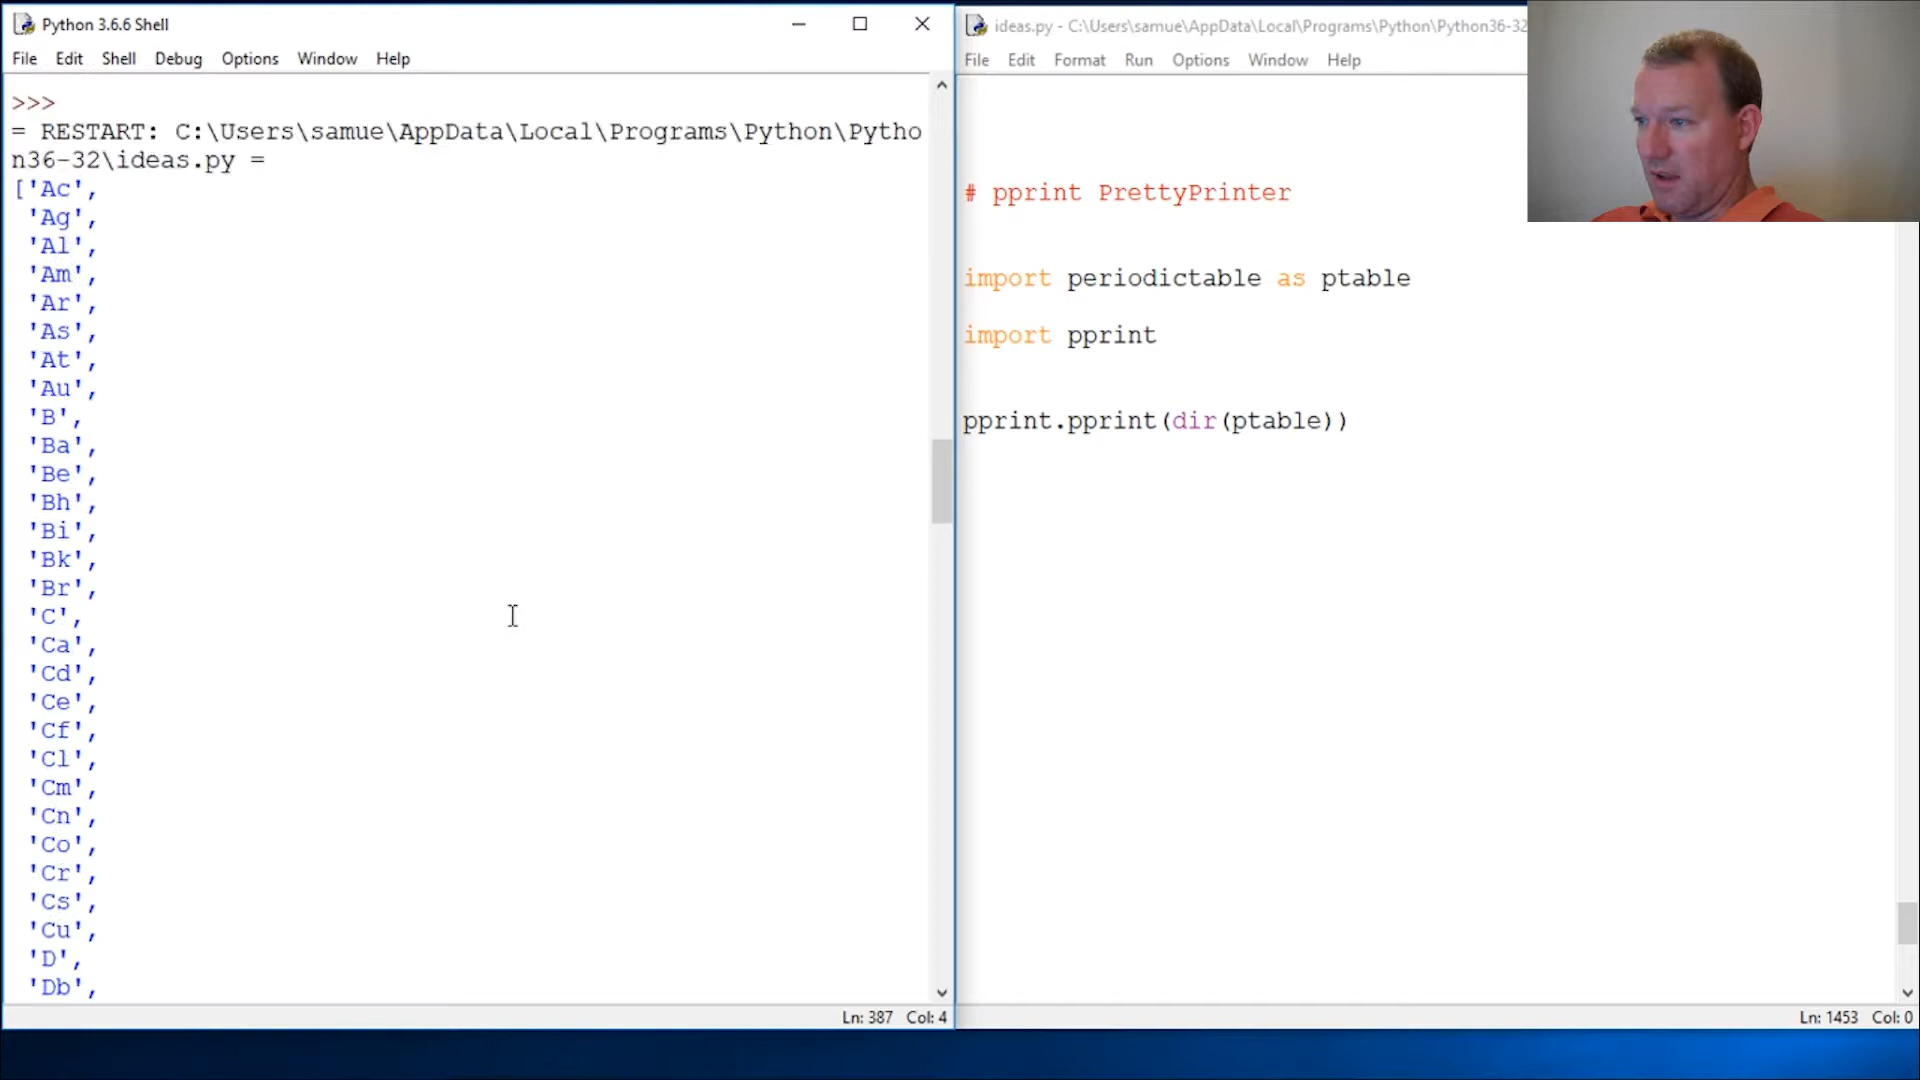 Python 3.6.6 Shell
File Edit Shell Debug Options Window Help
>>>
= RESTART: C:\Users\samue\AppData\Local\Programs\Python\Pytho
n36-32\ideas.py =
['Ac',
'Ag',
'Al',
'Am',
'Ar',
'As',
'At',
'Au',
'B',
'Ba',
'Be',
'Bh',
'Bi',
'Bk',
'Br',
'C',
'Ca',
'Cd',
'Ce',
'Cf',
'Cl',
'Cm',
'Cn',
'Co',
'Cr',
'Cs',
'Cu',
'D',
'Db',
Ln: 387 Col: 4
ideas.py - C:\Users\samue\AppData\Local\Programs\Python\Python36-32
File Edit Format Run Options Window Help
# pprint PrettyPrinter
import periodictable as ptable
import pprint
pprint.pprint(dir(ptable))
Ln: 1453 Col: 0